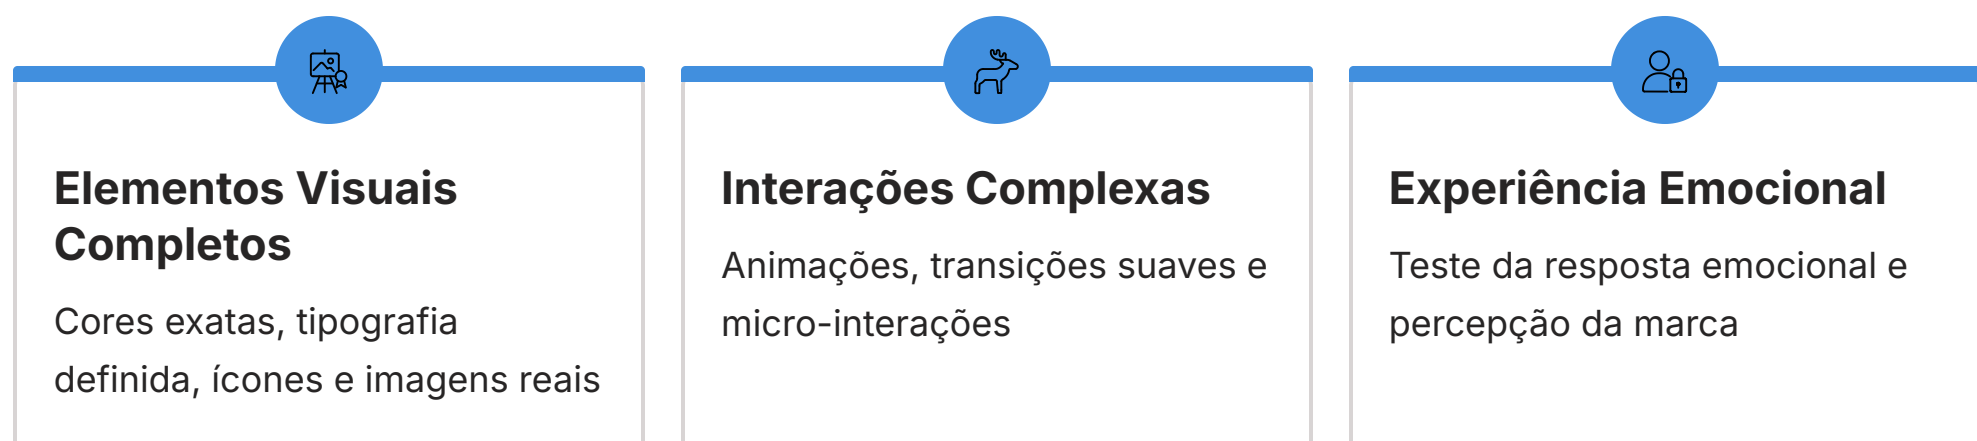 Elementos Visuais
Completos
Cores exatas, tipografia
definida, ícones e imagens reais
Interações Complexas
Animações, transições suaves e
micro-interações
Experiência Emocional
Teste da resposta emocional e
percepção da marca